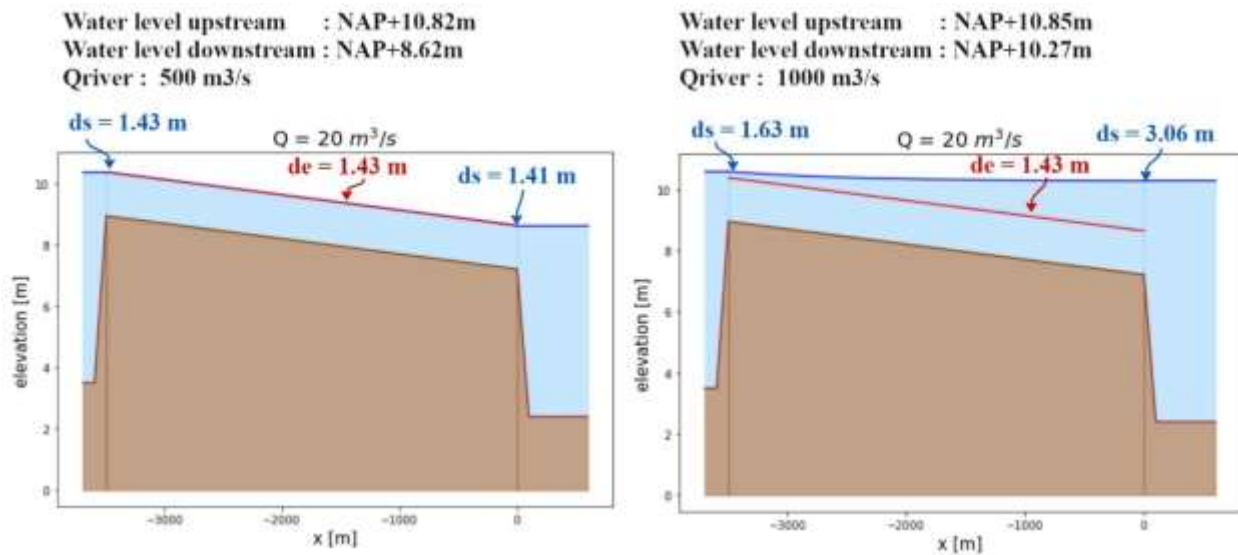 Water level upstream : NAP+10.82m
Water level downstream : NAP+8.62m
Qriver : 500 m3/s
ds = 1.43 m
Q = 20 m³/s
de = 1.43 m
ds = 1.41 m
elevation [m]
10
8
6
4
2
0
−3000
−2000
−1000
0
x [m]
Water level upstream : NAP+10.85m
Water level downstream : NAP+10.27m
Qriver : 1000 m3/s
ds = 1.63 m
Q = 20 m³/s
ds = 3.06 m
de = 1.43 m
elevation [m]
10
8
6
4
2
0
−3000
−2000
−1000
0
x [m]